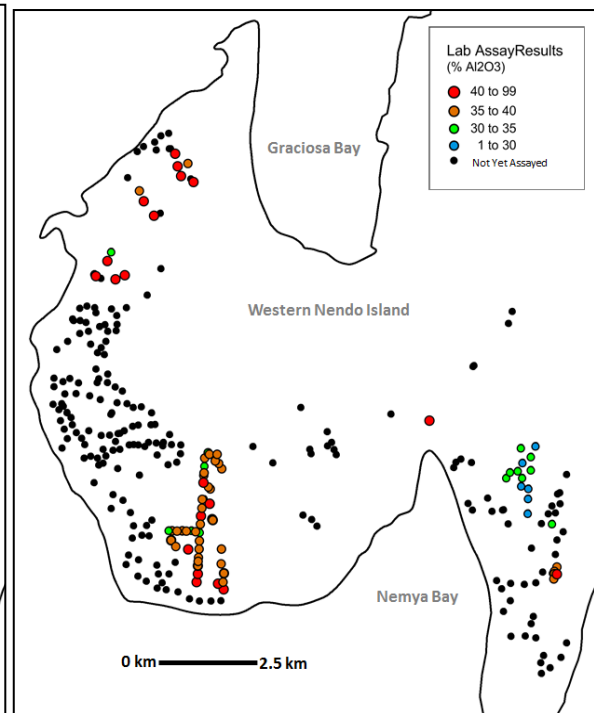 Lab AssayResults
(% Al2O3)
40 to 99
35 to 40
30 to 35
1 to 30
Not Yet Assayed
Graciosa Bay
Western Nendo Island
Nemya Bay
0 km
2.5 km